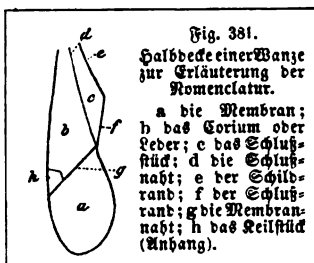 Fig. 381.
Halbdecke einer Wanze
zur Erläuterung der
Nomenclatur.
a die Membran;
b das Corium oder
Leder; c das Schluß-
stück; d die Schluß-
naht; e der Schild-
rand; f der Schluß-
rand; g die Membran-
naht; h das Keilstück
(Anhang).
d
e
c
b
f
h
g
a